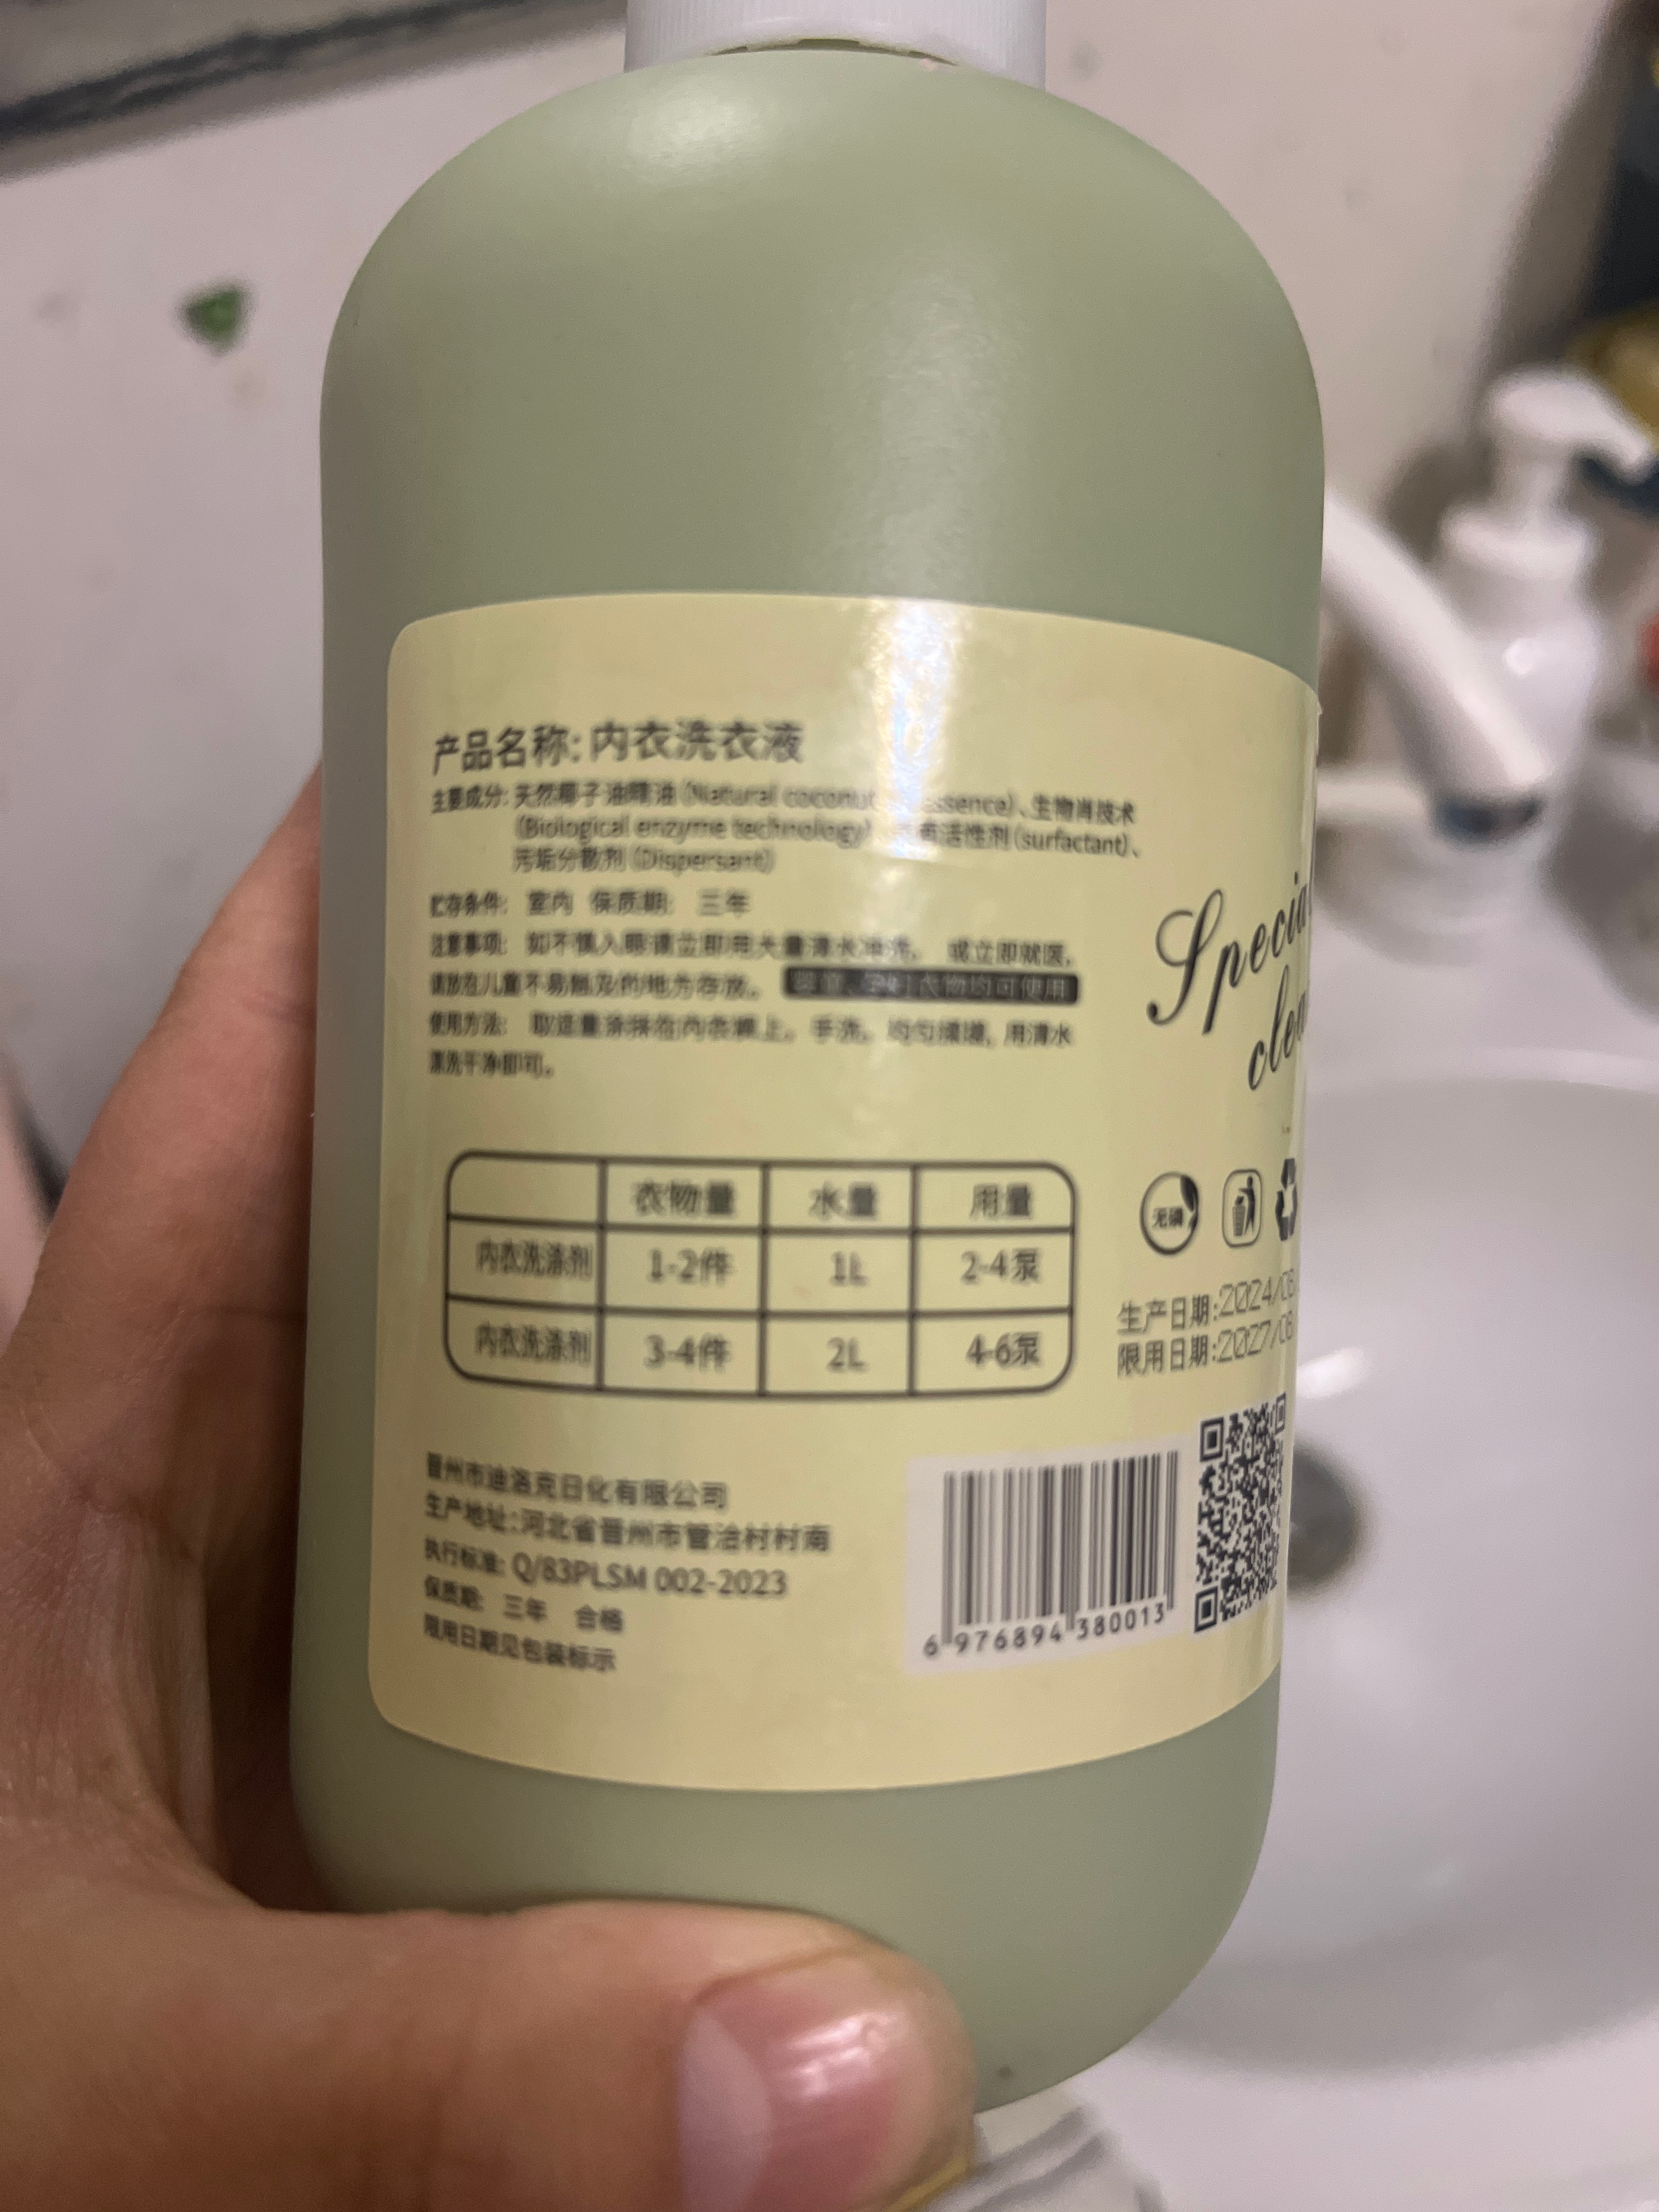 产品名称:内衣洗衣液
主要成分:天然椰子油精油(Natural coconut essence)、生物肖技术
(Biological enzyme technology)、活性剂(surfactant)、
污垢分散剂(Dispersant)
贮存条件: 室内 保质期: 三年
注意事项: 如不慎入眼请立即用大量清水冲洗, 或立即就医,
请放在儿童不易触及的地方存放。 衣物均可使用
使用方法: 取适量涂抹在内衣裤上。手洗。均匀揉搓,用清水
漂洗干净即可。
Special
clea
衣物量 水量 用量
内衣洗涤剂 1-2件 1L 2-4泵
内衣洗涤剂 3-4件 2L 4-6泵
无磷
生产日期:2024/08
限用日期:2027/08
晋州市迪洛克日化有限公司
生产地址:河北省晋州市管洽村村南
执行标准: Q/83PLSM 002-2023
保质期: 三年 合格
限用日期见包装标示
6 976894 380013